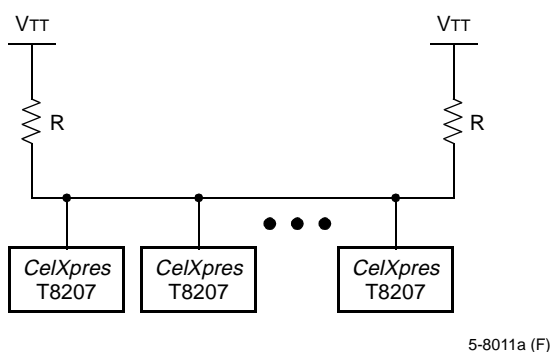 VTT VTT
R R
CelXpres CelXpres CelXpres
T8207 T8207 T8207
5-8011a (F)